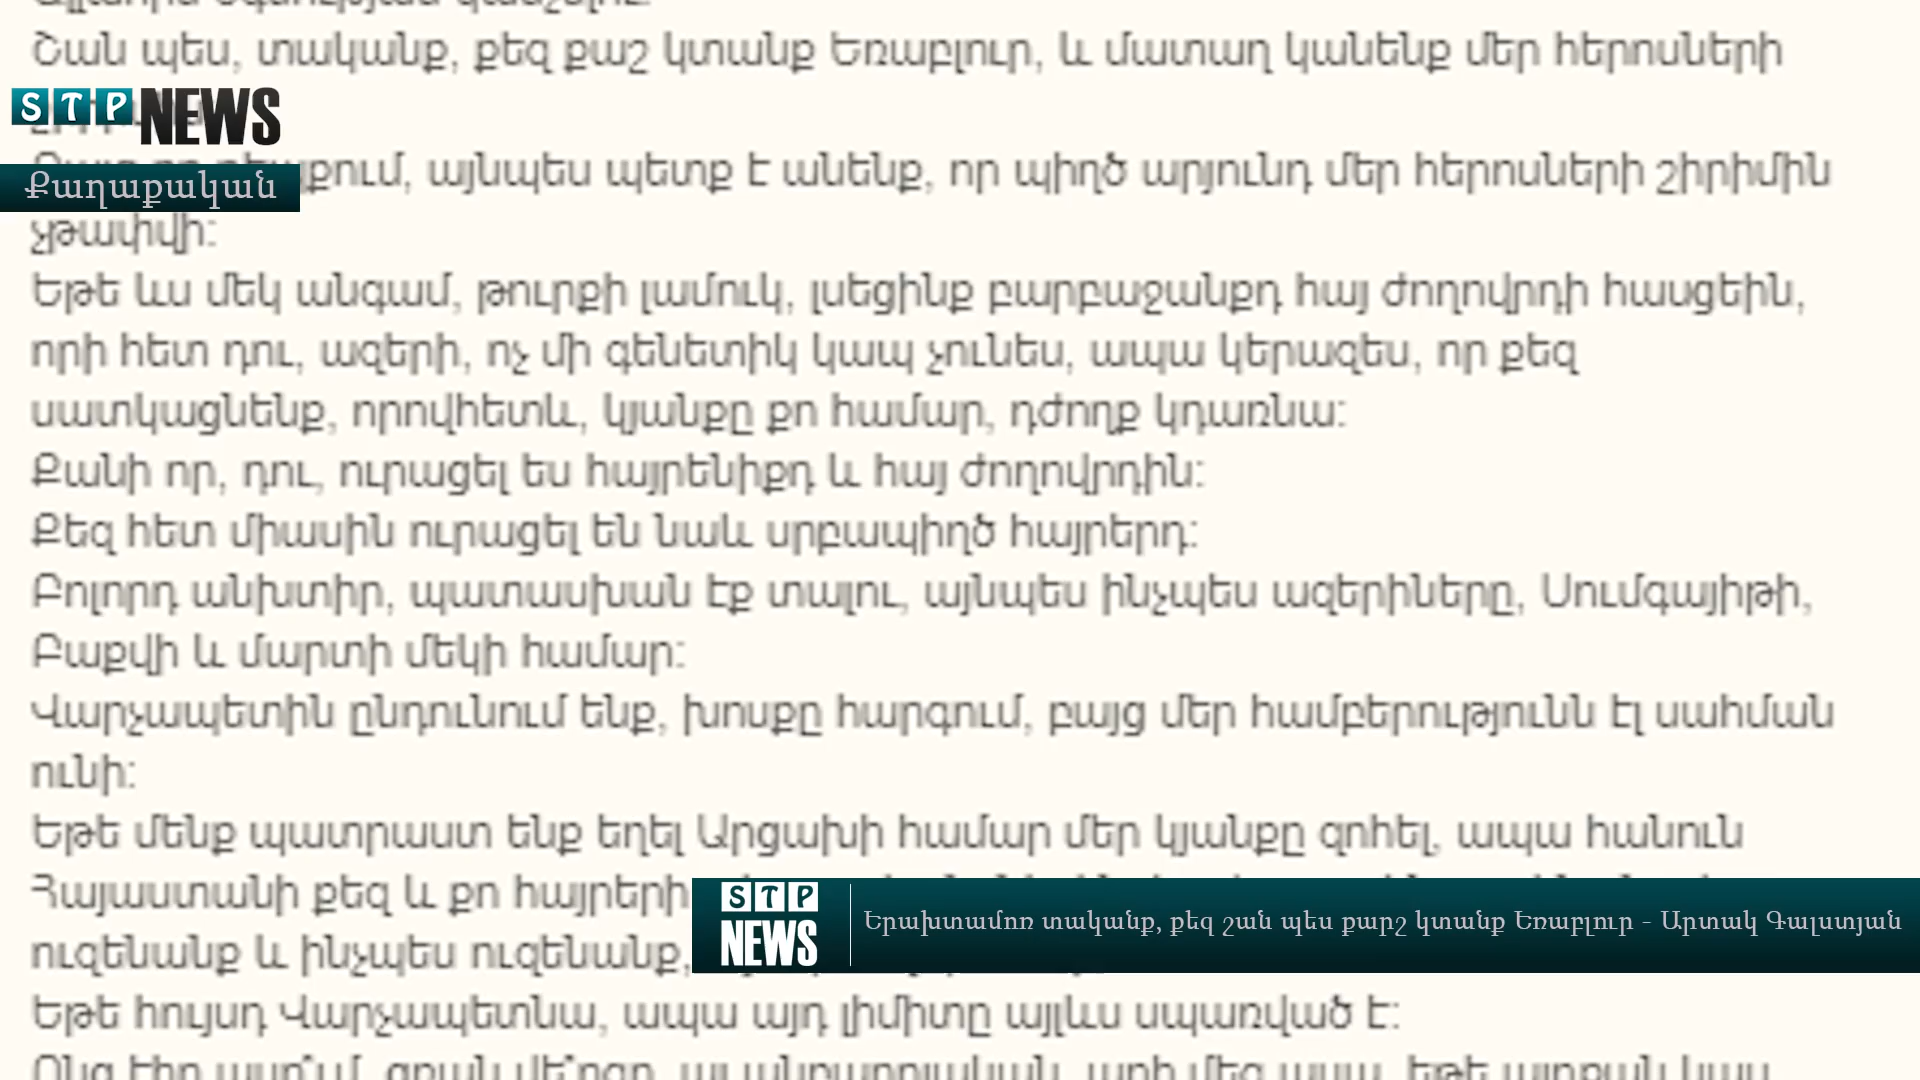 Շան պես, տականք, քեզ քաշ կտանք Եռաբլուր, և մատաղ կանենք մեր հերոսների
STP NEWS
այնպես պետք է անենք, որ պիղծ արյունդ մեր հերոսների շիրիմին
Քաղաքական
չթափվի:
Եթե ևս մեկ անգամ, թուրքի լամուկ, լսեցինք բարբաջանքդ հայ ժողովրդի հասցեին,
որի հետ դու, ազերի, ոչ մի գենետիկ կապ չունես, ապա կերազես, որ քեզ
սատկացնենք, որովհետև, կյանքը քո համար, դժողք կդառնա:
Քանի որ, դու, ուրացել ես հայրենիքդ և հայ ժողովրդին:
Քեզ հետ միասին ուրացել են նաև սրբապիղծ հայրերդ:
Բոլորդ անխտիր, պատասխան էք տալու, այնպես ինչպես ազերիները, Սումգայիթի,
Բաքվի և մարտի մեկի համար:
Վարչապետին ընդունում ենք, խոսքը հարգում, բայց մեր համբերությունն էլ սահման
ունի:
Եթե մենք պատրաստ ենք եղել Արցախի համար մեր կյանքը զոհել, ապա հանուն
Հայաստանի քեզ և քո հայրերի
STP NEWS
Երախտամոռ տականք, քեզ շան պես քարշ կտանք Եռաբլուր - Արտակ Գալստյան
ուզենանք և ինչպես ուզենանք,
Եթե հույսդ Վարչապետնա, ապա այդ լիմիտը այլևս սպառված է: